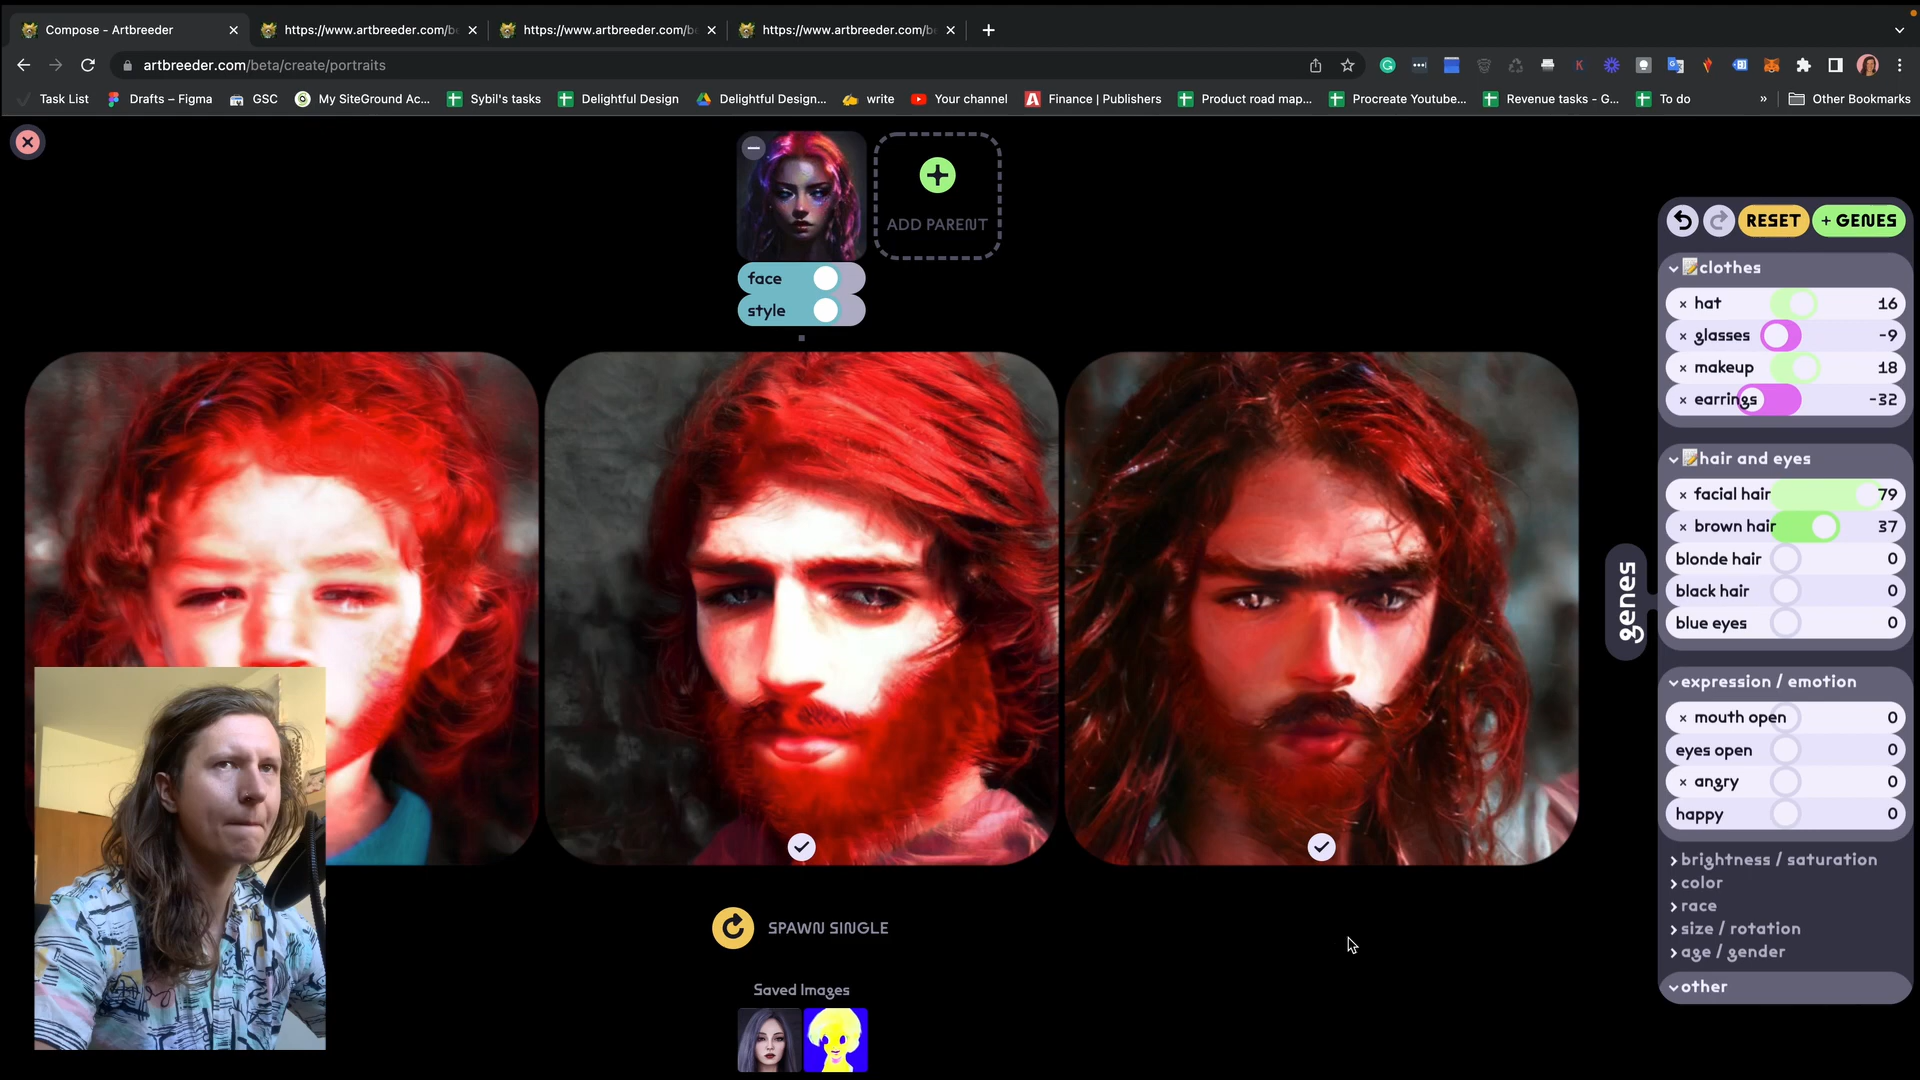 Compose - Artbreeder
https://www.artbreeder.com/b
https://www.artbreeder.com/b
https://www.artbreeder.com/b
artbreeder.com/beta/create/portraits
Task List
Drafts – Figma
GSC
My SiteGround Ac...
Sybil's tasks
Delightful Design
Delightful Design...
write
Your channel
Finance | Publishers
Product road map...
Procreate Youtube...
Revenue tasks - G...
To do
»
Other Bookmarks
ADD PARENT
face
style
RESET
+ GENES
clothes
× hat 16
× glasses -9
× makeup 18
× earrings -32
hair and eyes
× facial hair 79
× brown hair 37
blonde hair 0
black hair 0
blue eyes 0
genes
expression / emotion
× mouth open 0
eyes open 0
× angry 0
happy 0
brightness / saturation
color
race
size / rotation
age / gender
other
SPAWN SINGLE
Saved Images